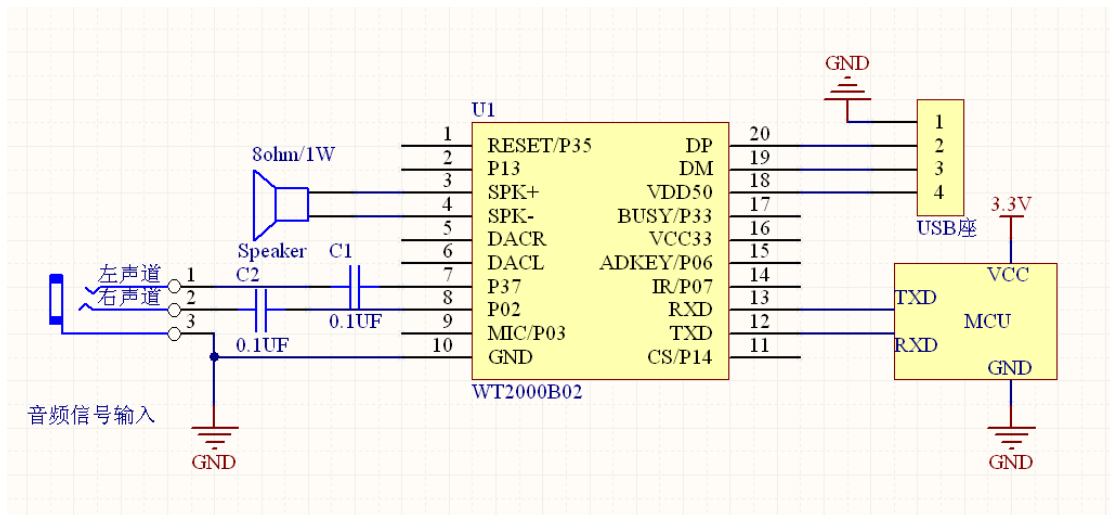 GND
U1
1 RESET/P35 DP 20 1
8ohm/1W 2 P13 DM 19 2
3 SPK+ VDD50 18 3
4 SPK- BUSY/P33 17 4
3.3V
USB座
Speaker C1 5 DACR VCC33 16
左声道 1 C2 6 DACL ADKEY/P06 15 VCC
右声道 2 7 P37 IR/P07 14 TXD
3 0.1UF 8 P02 RXD 13 MCU
0.1UF 9 MIC/P03 TXD 12 RXD
10 GND CS/P14 11 GND
WT2000B02
音频信号输入
GND
GND